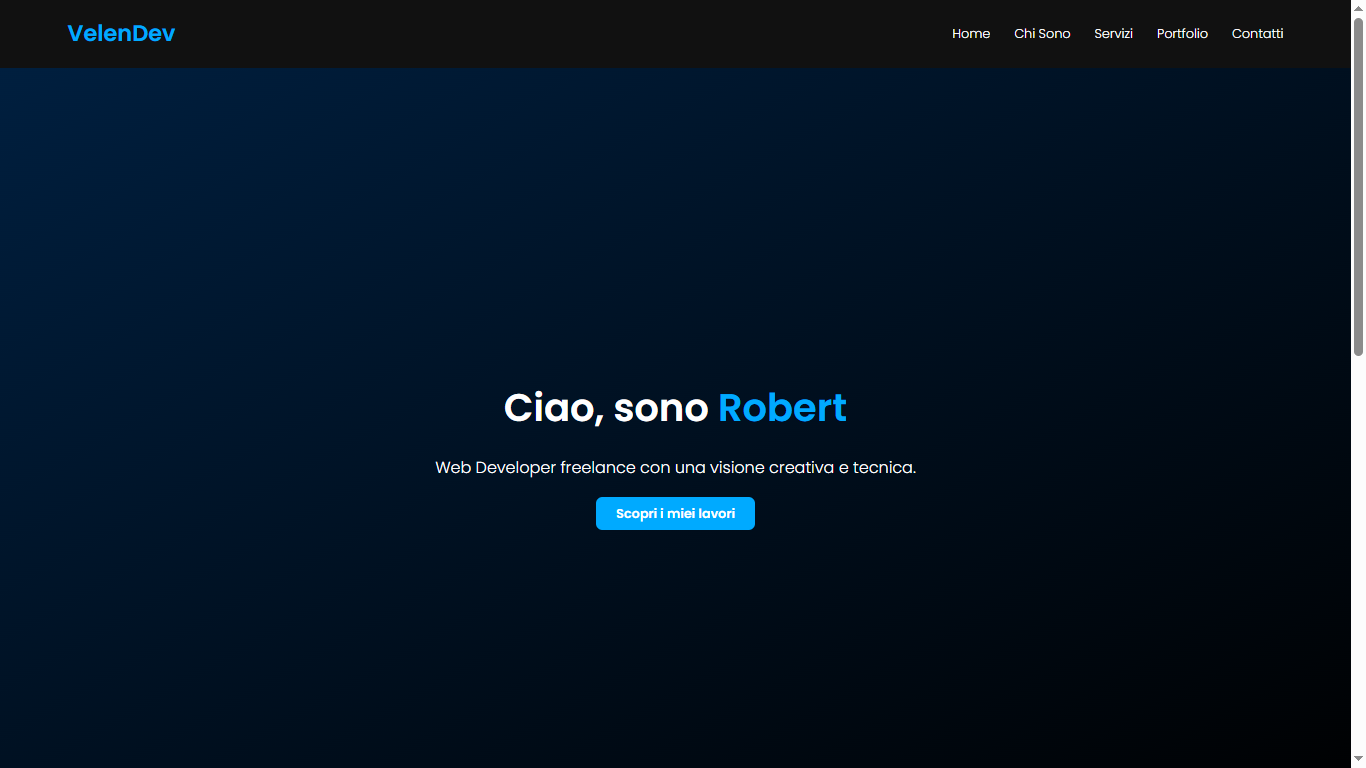 VelenDev
Home Chi Sono Servizi Portfolio Contatti
Ciao, sono Robert
Web Developer freelance con una visione creativa e tecnica.
Scopri i miei lavori